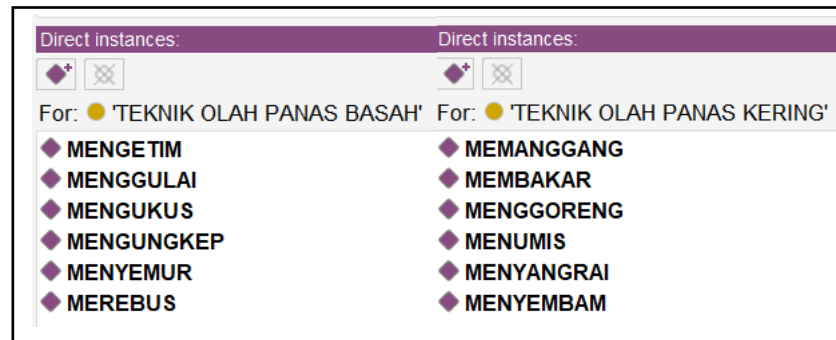 Direct instances:
For: 'TEKNIK OLAH PANAS BASAH'
MENGETIM
MENGGULAI
MENGUKUS
MENGUNGKEP
MENYEMUR
MEREBUS
Direct instances:
For: 'TEKNIK OLAH PANAS KERING'
MEMANGGANG
MEMBAKAR
MENGGORENG
MENUMIS
MENYANGRAI
MENYEMBAM